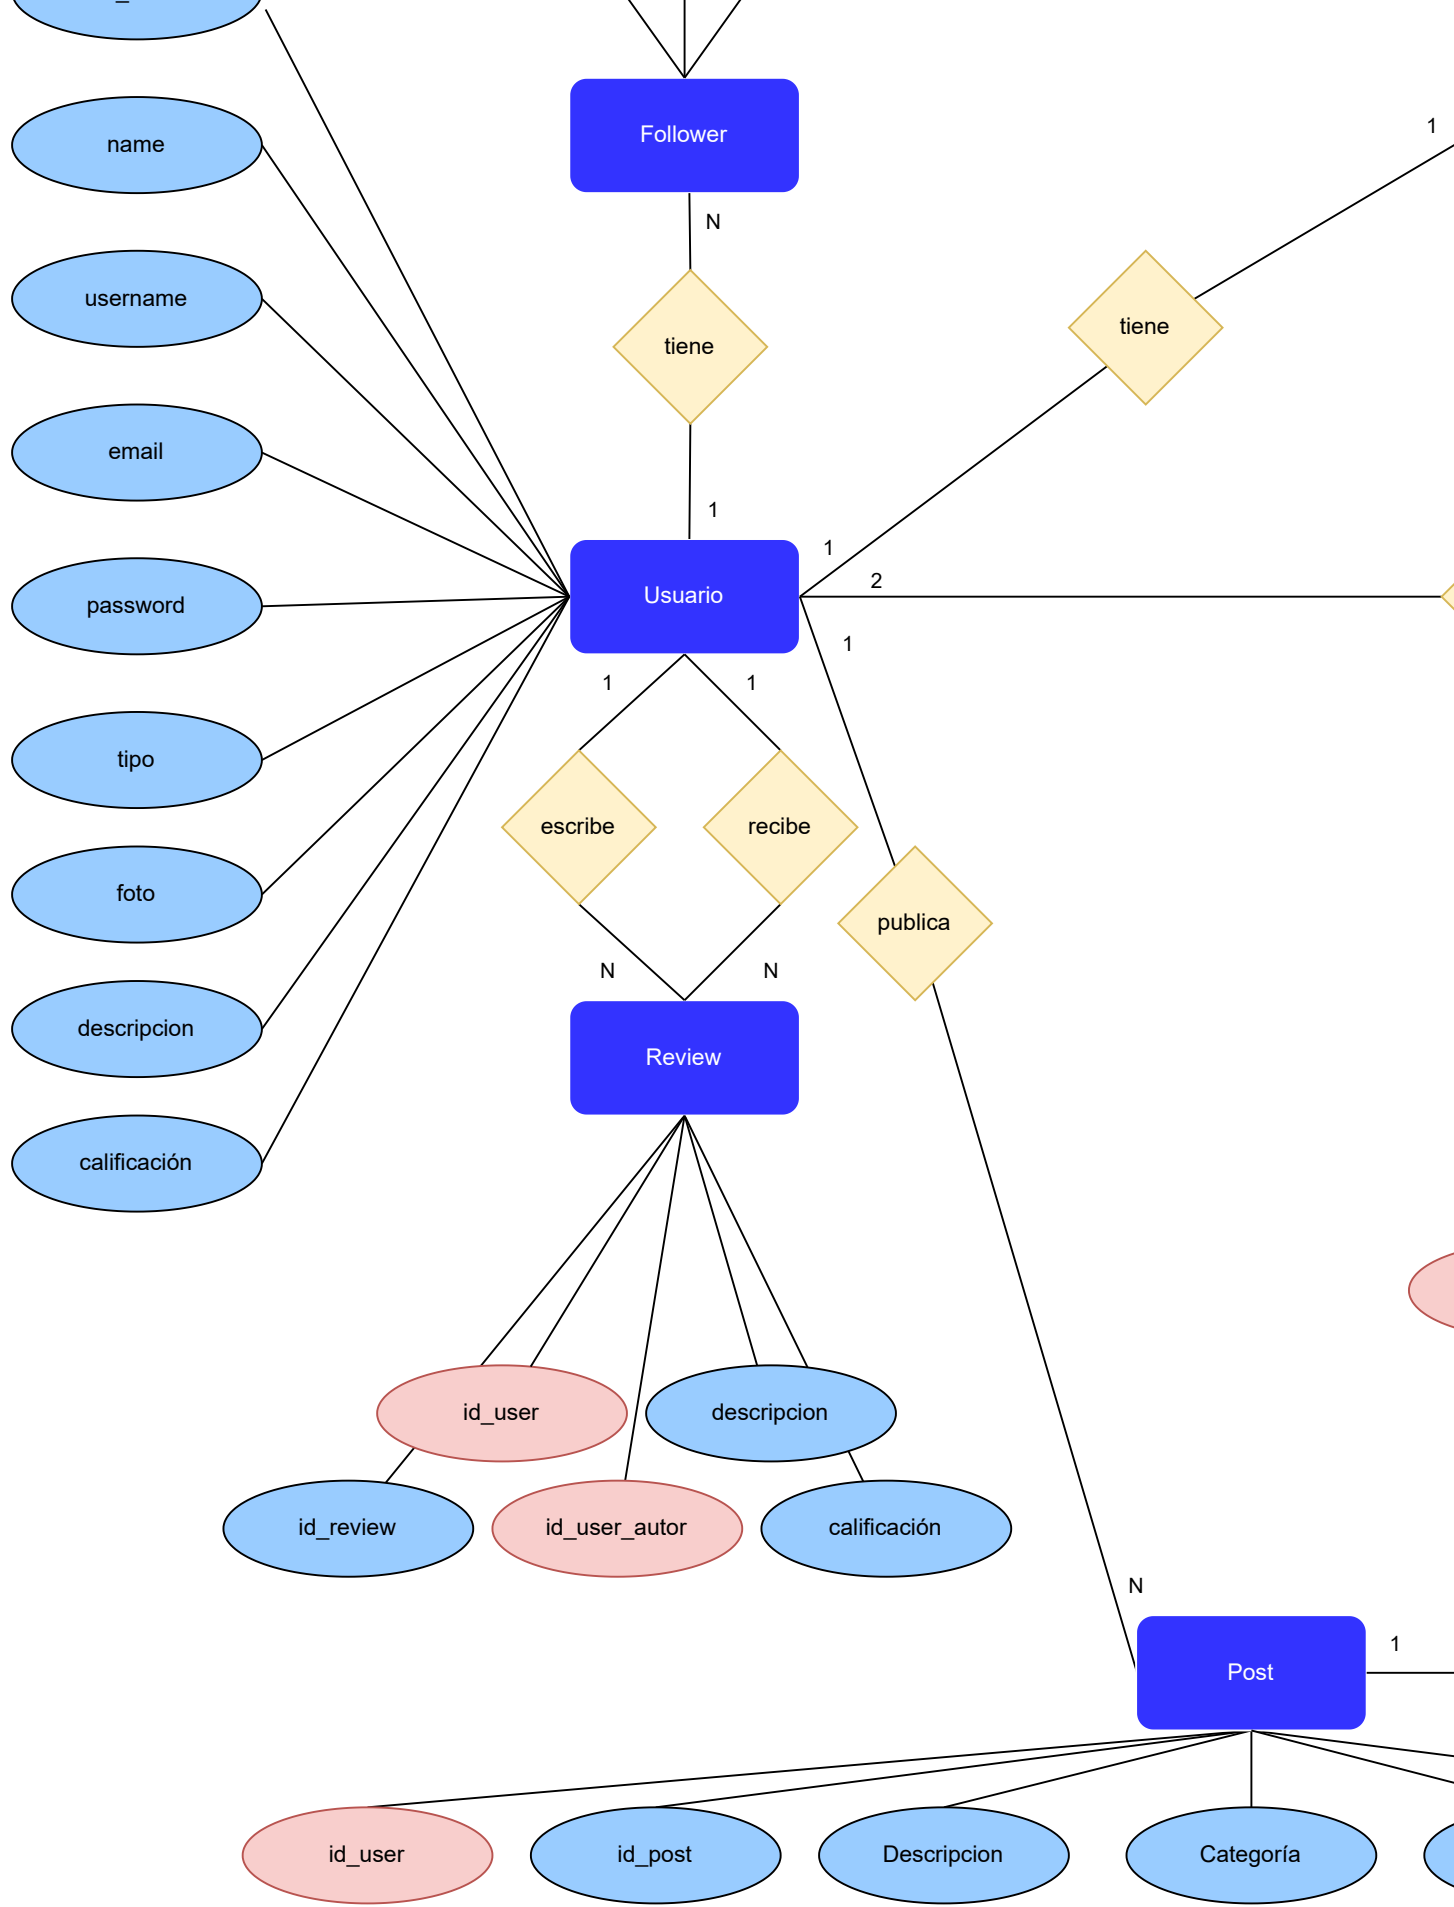 name
username
email
password
tipo
foto
descripcion
calificación
Follower
N
tiene
1
Usuario
1
tiene
1
2
1
1
1
escribe
recibe
publica
N
N
Review
id_user
descripcion
id_review
id_user_autor
calificación
N
Post
1
id_user
id_post
Descripcion
Categoría